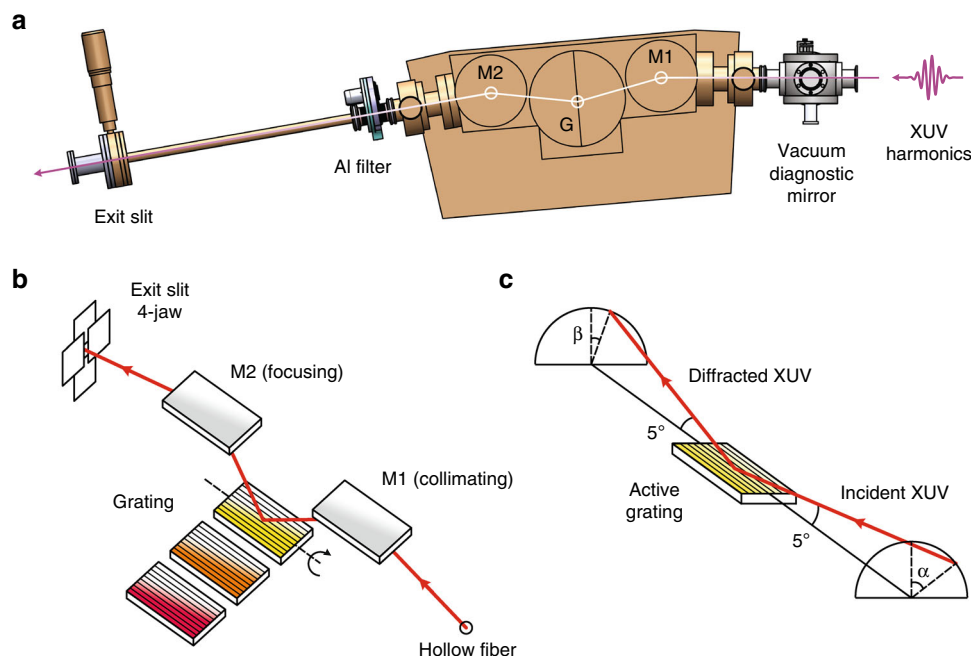 a
M2
M1
G
Al filter
Exit slit
Vacuum
diagnostic
mirror
XUV
harmonics
b
Exit slit
4-jaw
M2 (focusing)
M1 (collimating)
Grating
Hollow fiber
c
β
Diffracted XUV
5°
Active
grating
Incident XUV
5°
α